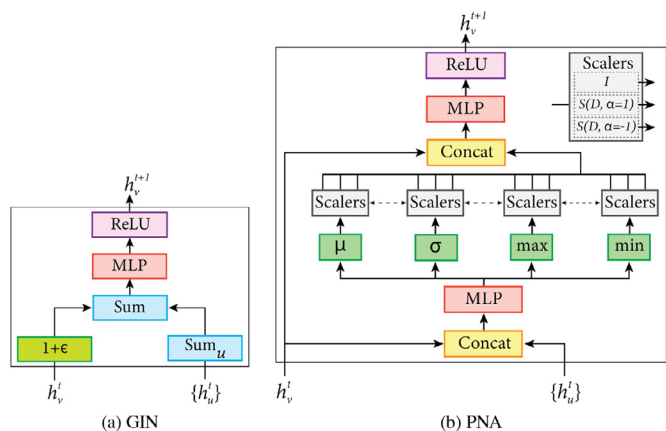 h_v^{t+1}
ReLU
MLP
Sum
1+ϵ
Sum_u
h_v^t
{h_u^t}
(a) GIN
h_v^{t+1}
ReLU
MLP
Concat
Scalers
I
S(D, α=1)
S(D, α=-1)
Scalers Scalers Scalers Scalers
μ σ max min
MLP
Concat
h_v^t
{h_u^t}
(b) PNA